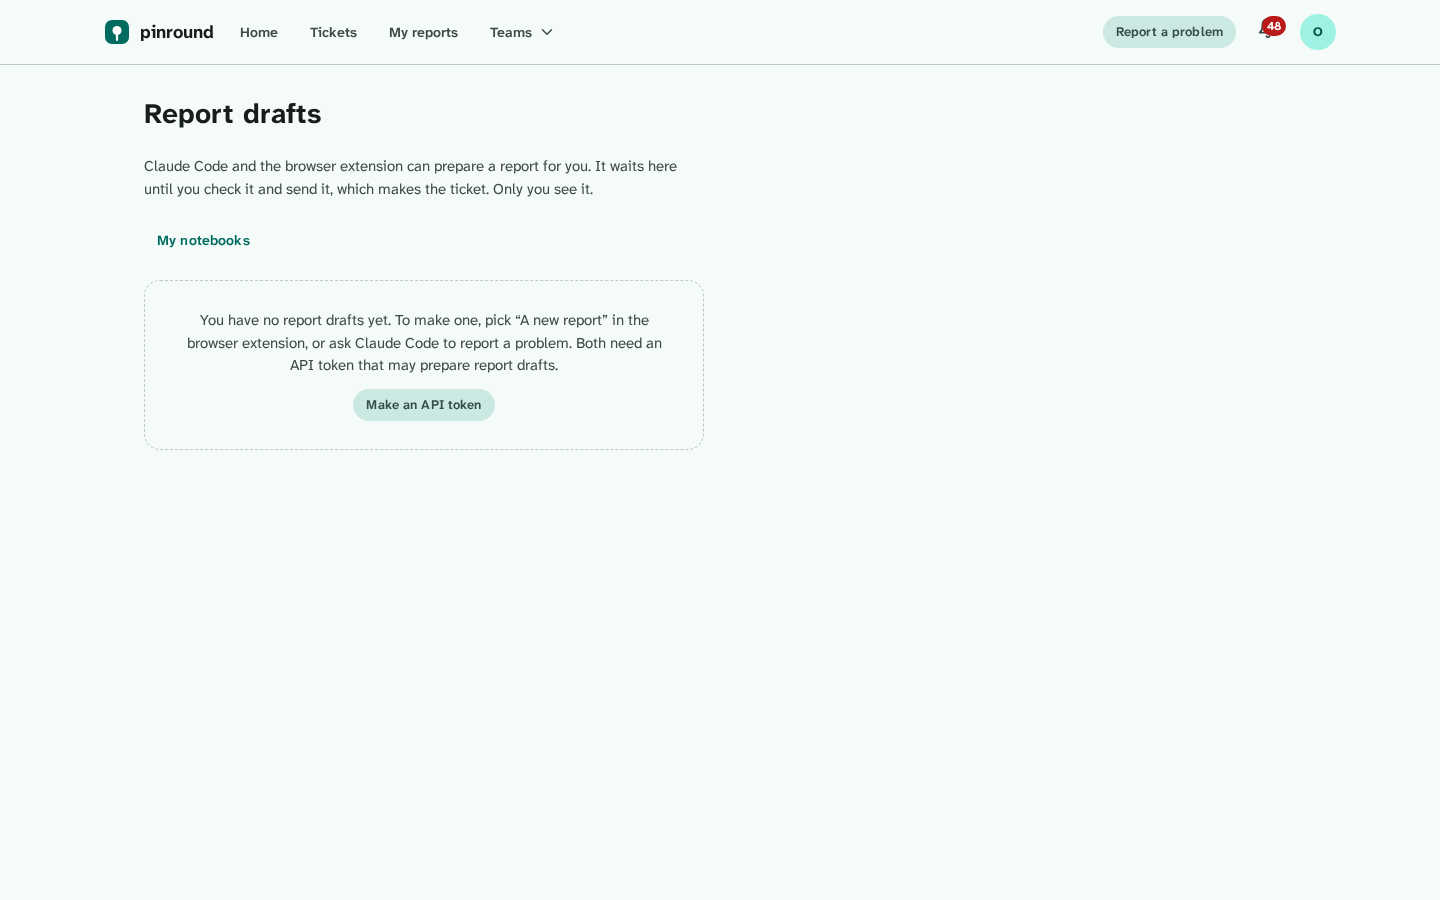 pinround
Home
Tickets
My reports
Teams
Report a problem
48
O
Report drafts
Claude Code and the browser extension can prepare a report for you. It waits here
until you check it and send it, which makes the ticket. Only you see it.
My notebooks
You have no report drafts yet. To make one, pick “A new report” in the
browser extension, or ask Claude Code to report a problem. Both need an
API token that may prepare report drafts.
Make an API token